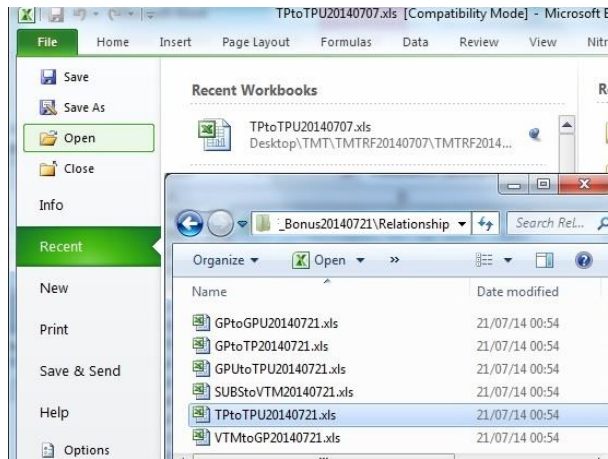 TPtoTPU20140707.xls [Compatibility Mode] - Microsoft E
File Home Insert Page Layout Formulas Data Review View Nitr
Save
Save As
Open
Close
Info
Recent
New
Print
Save & Send
Help
Options
Recent Workbooks
R
TPtoTPU20140707.xls
Desktop\TMT\TMTRF20140707\TMTRF2014...
_Bonus20140721\Relationship
Search Rel...
Organize Open »
Name Date modified
GPtoGPU20140721.xls 21/07/14 00:54
GPtoTP20140721.xls 21/07/14 00:54
GPUtoTPU20140721.xls 21/07/14 00:54
SUBStoVTM20140721.xls 21/07/14 00:54
TPtoTPU20140721.xls 21/07/14 00:54
VTMtoGP20140721.xls 21/07/14 00:54